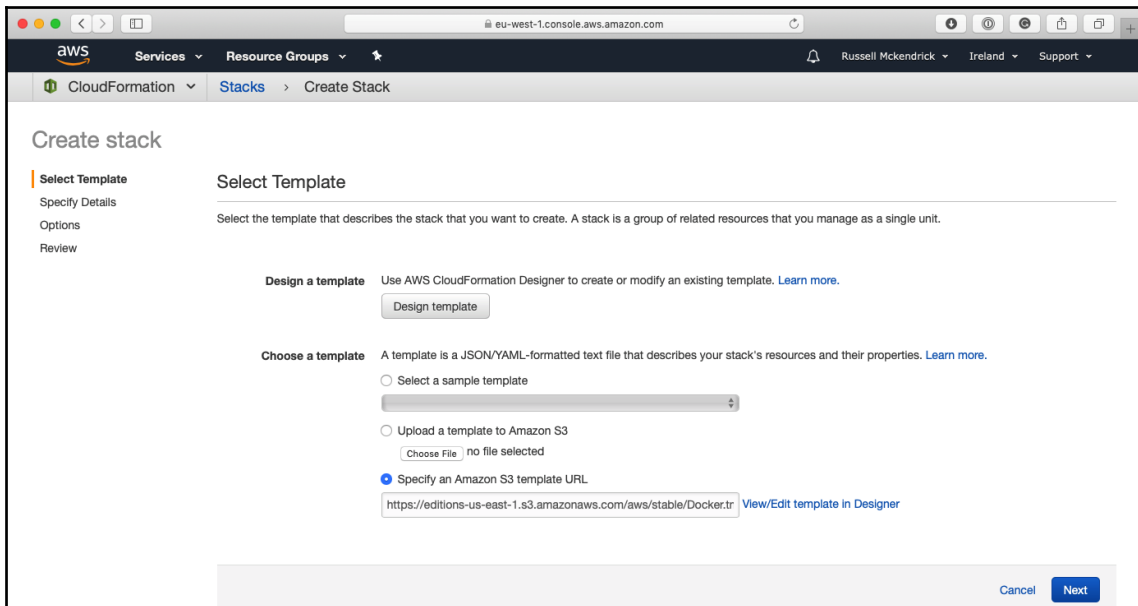 eu-west-1.console.aws.amazon.com
aws Services Resource Groups Russell Mckendrick Ireland Support
CloudFormation Stacks > Create Stack
Create stack
Select Template
Specify Details
Options
Review
Select Template
Select the template that describes the stack that you want to create. A stack is a group of related resources that you manage as a single unit.
Design a template Use AWS CloudFormation Designer to create or modify an existing template. Learn more.
Design template
Choose a template A template is a JSON/YAML-formatted text file that describes your stack's resources and their properties. Learn more.
Select a sample template
Upload a template to Amazon S3
Choose File no file selected
Specify an Amazon S3 template URL
https://editions-us-east-1.s3.amazonaws.com/aws/stable/Docker.tr View/Edit template in Designer
Cancel Next